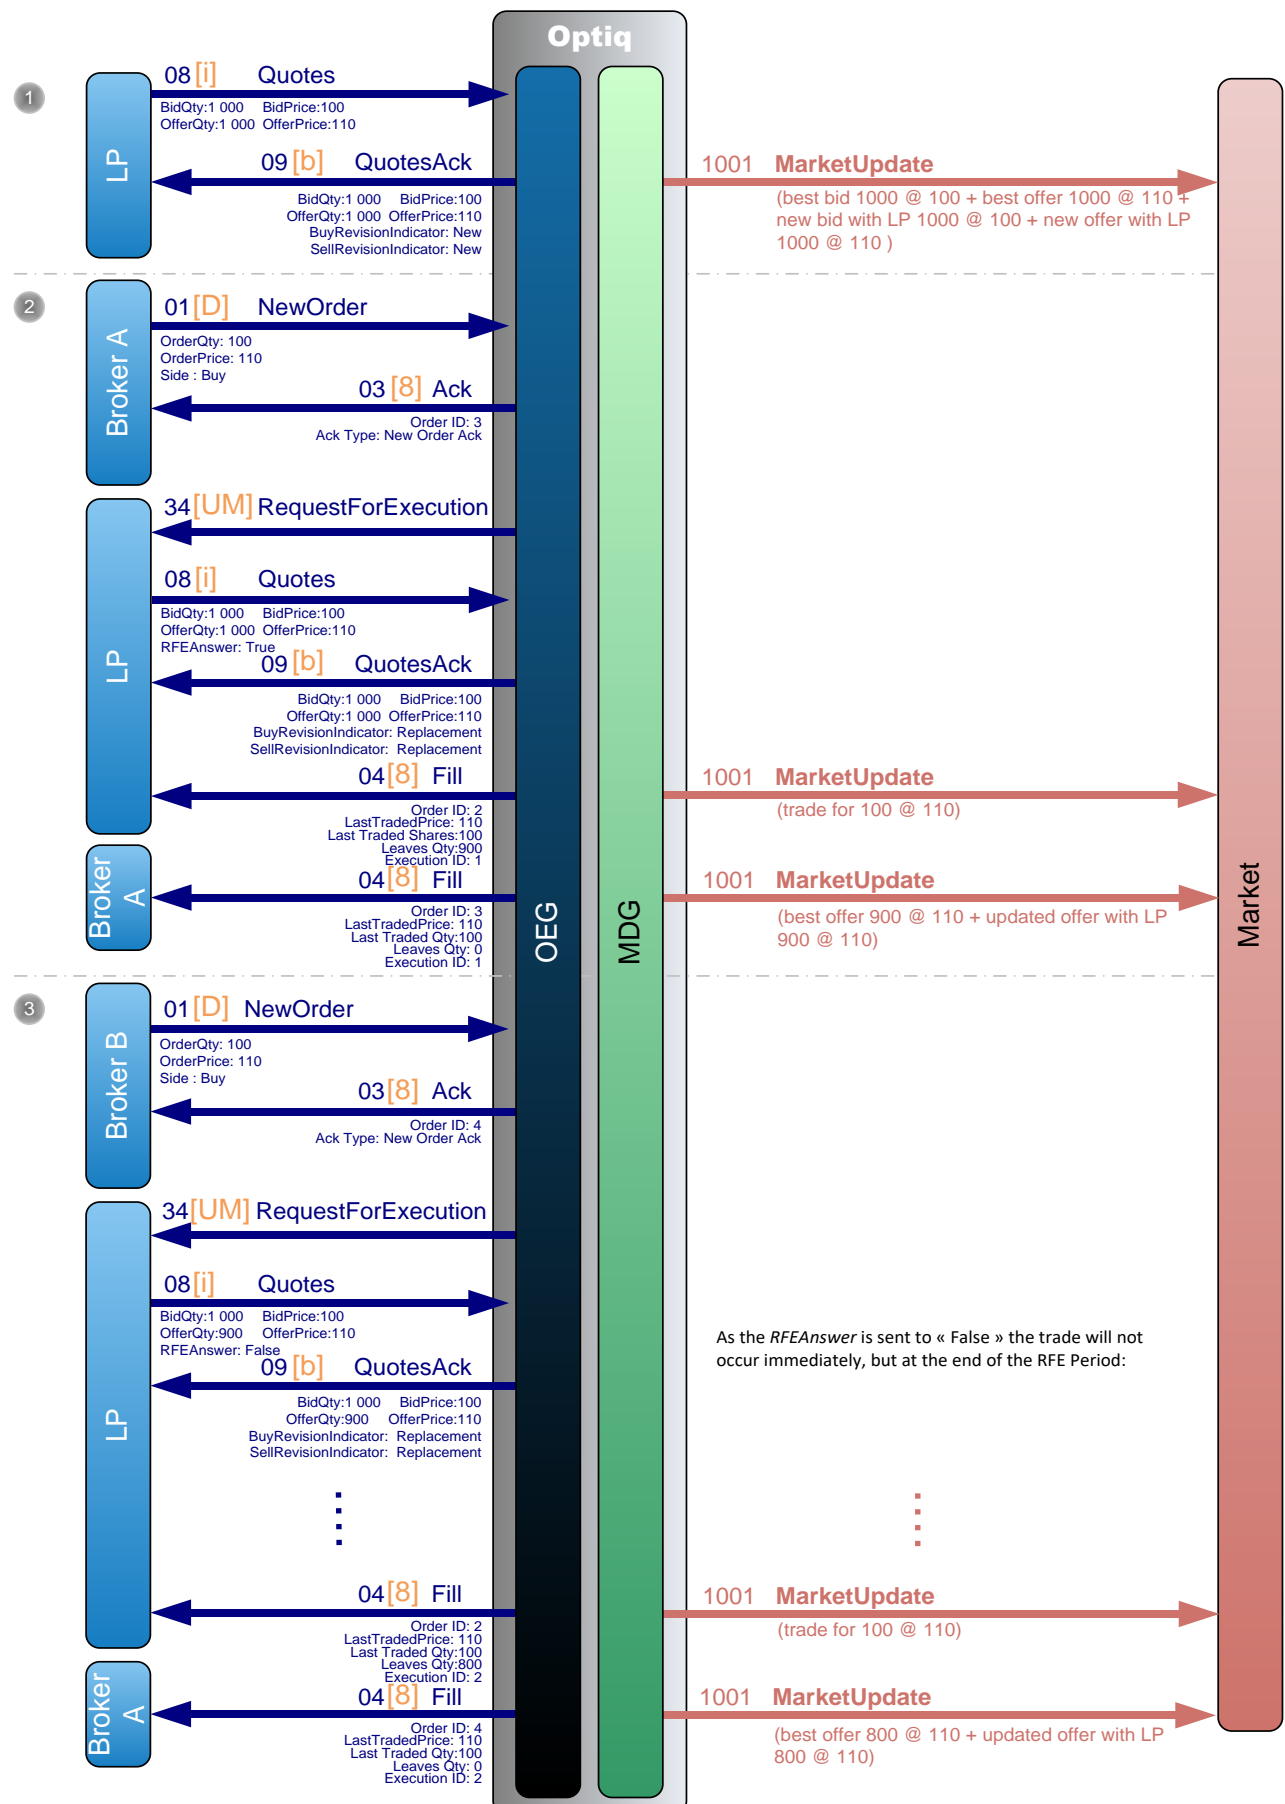 Optiq
1
LP
08 [i] Quotes
BidQty:1 000 BidPrice:100
OfferQty:1 000 OfferPrice:110
09 [b] QuotesAck
BidQty:1 000 BidPrice:100
OfferQty:1 000 OfferPrice:110
BuyRevisionIndicator: New
SellRevisionIndicator: New
1001 MarketUpdate
(best bid 1000 @ 100 + best offer 1000 @ 110 +
new bid with LP 1000 @ 100 + new offer with LP
1000 @ 110 )
2
Broker A
01 [D] NewOrder
OrderQty: 100
OrderPrice: 110
Side : Buy
03 [8] Ack
Order ID: 3
Ack Type: New Order Ack
LP
34 [UM] RequestForExecution
08 [i] Quotes
BidQty:1 000 BidPrice:100
OfferQty:1 000 OfferPrice:110
RFEAnswer: True
09 [b] QuotesAck
BidQty:1 000 BidPrice:100
OfferQty:1 000 OfferPrice:110
BuyRevisionIndicator: Replacement
SellRevisionIndicator: Replacement
04 [8] Fill
Order ID: 2
LastTradedPrice: 110
Last Traded Shares:100
Leaves Qty:900
Execution ID: 1
1001 MarketUpdate
(trade for 100 @ 110)
Broker
A
04 [8] Fill
Order ID: 3
LastTradedPrice: 110
Last Traded Qty:100
Leaves Qty: 0
Execution ID: 1
1001 MarketUpdate
(best offer 900 @ 110 + updated offer with LP
900 @ 110)
OEG
MDG
Market
3
Broker B
01 [D] NewOrder
OrderQty: 100
OrderPrice: 110
Side : Buy
03 [8] Ack
Order ID: 4
Ack Type: New Order Ack
LP
34 [UM] RequestForExecution
08 [i] Quotes
BidQty:1 000 BidPrice:100
OfferQty:900 OfferPrice:110
RFEAnswer: False
09 [b] QuotesAck
BidQty:1 000 BidPrice:100
OfferQty:900 OfferPrice:110
BuyRevisionIndicator: Replacement
SellRevisionIndicator: Replacement
As the RFEAnswer is sent to « False » the trade will not
occur immediately, but at the end of the RFE Period:
04 [8] Fill
Order ID: 2
LastTradedPrice: 110
Last Traded Qty:100
Leaves Qty:800
Execution ID: 2
1001 MarketUpdate
(trade for 100 @ 110)
Broker
A
04 [8] Fill
Order ID: 4
LastTradedPrice: 110
Last Traded Qty:100
Leaves Qty: 0
Execution ID: 2
1001 MarketUpdate
(best offer 800 @ 110 + updated offer with LP
800 @ 110)